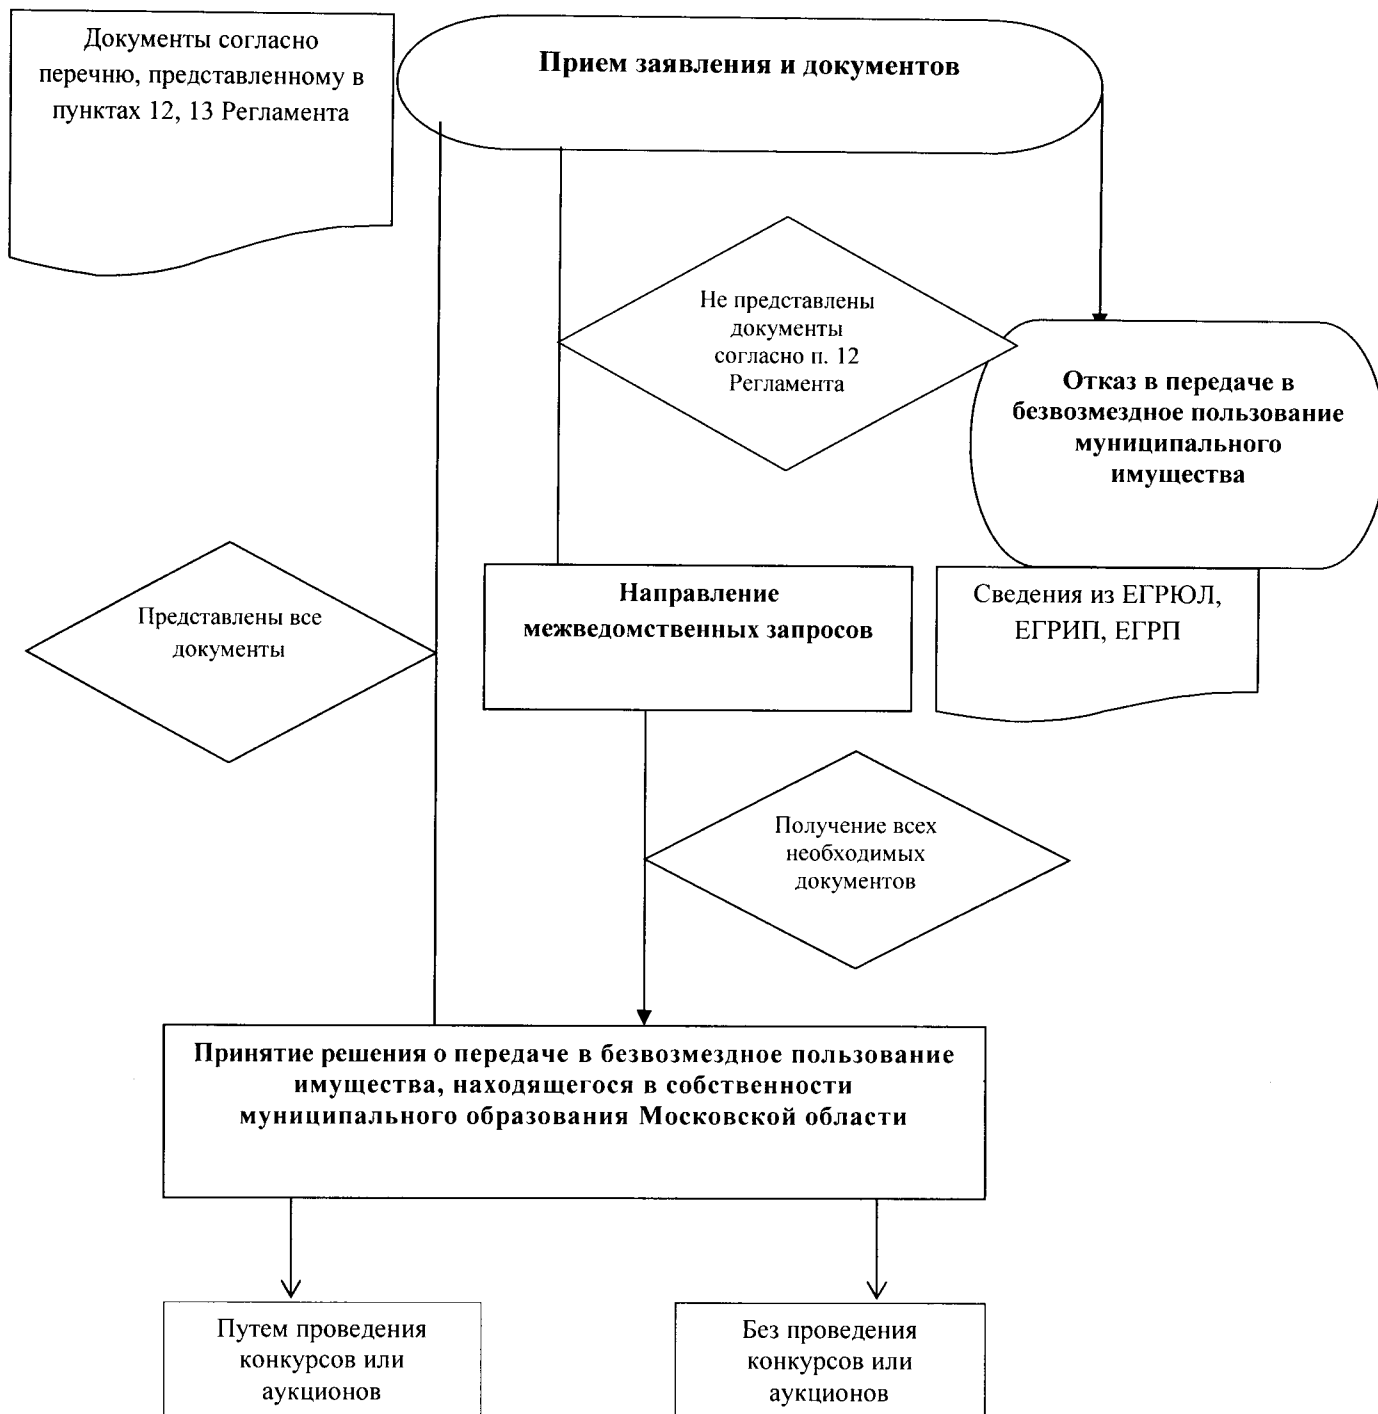 Документы согласно
перечню, представленному в
пунктах 12, 13 Регламента
Прием заявления и документов
Не представлены
документы
согласно п. 12
Регламента
Отказ в передаче в
безвозмездное пользование
муниципального
имущества
Представлены все
документы
Направление
межведомственных запросов
Сведения из ЕГРЮЛ,
ЕГРИП, ЕГРП
Получение всех
необходимых
документов
Принятие решения о передаче в безвозмездное пользование
имущества, находящегося в собственности
муниципального образования Московской области
Путем проведения
конкурсов или
аукционов
Без проведения
конкурсов или
аукционов